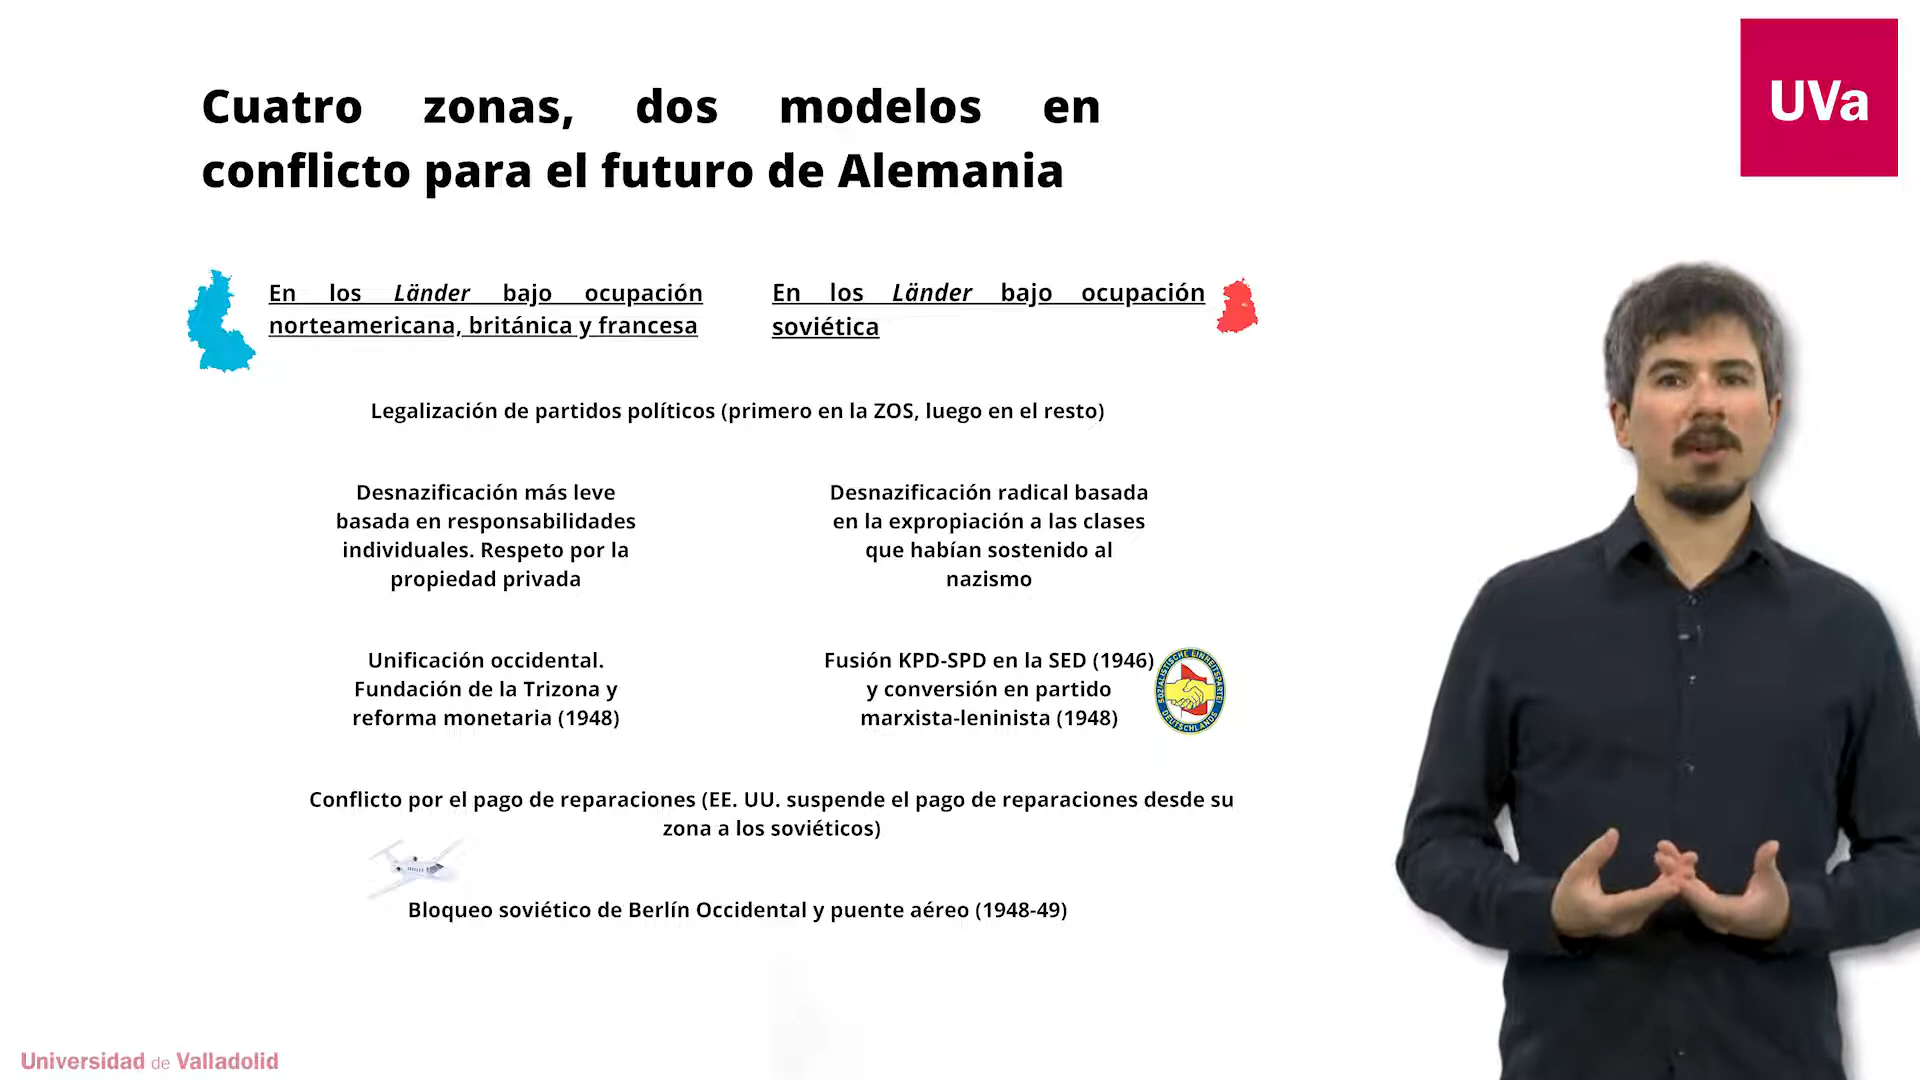 UVa
Cuatro zonas, dos modelos en
conflicto para el futuro de Alemania
En los Länder bajo ocupación
norteamericana, británica y francesa
En los Länder bajo ocupación
soviética
Legalización de partidos políticos (primero en la ZOS, luego en el resto)
Desnazificación más leve
basada en responsabilidades
individuales. Respeto por la
propiedad privada
Desnazificación radical basada
en la expropiación a las clases
que habían sostenido al
nazismo
Unificación occidental.
Fundación de la Trizona y
reforma monetaria (1948)
Fusión KPD-SPD en la SED (1946)
y conversión en partido
marxista-leninista (1948)
SOZIALISTISCHE EINHEITSPARTEI
DEUTSCHLANDS
Conflicto por el pago de reparaciones (EE. UU. suspende el pago de reparaciones desde su
zona a los soviéticos)
Bloqueo soviético de Berlín Occidental y puente aéreo (1948-49)
Universidad de Valladolid